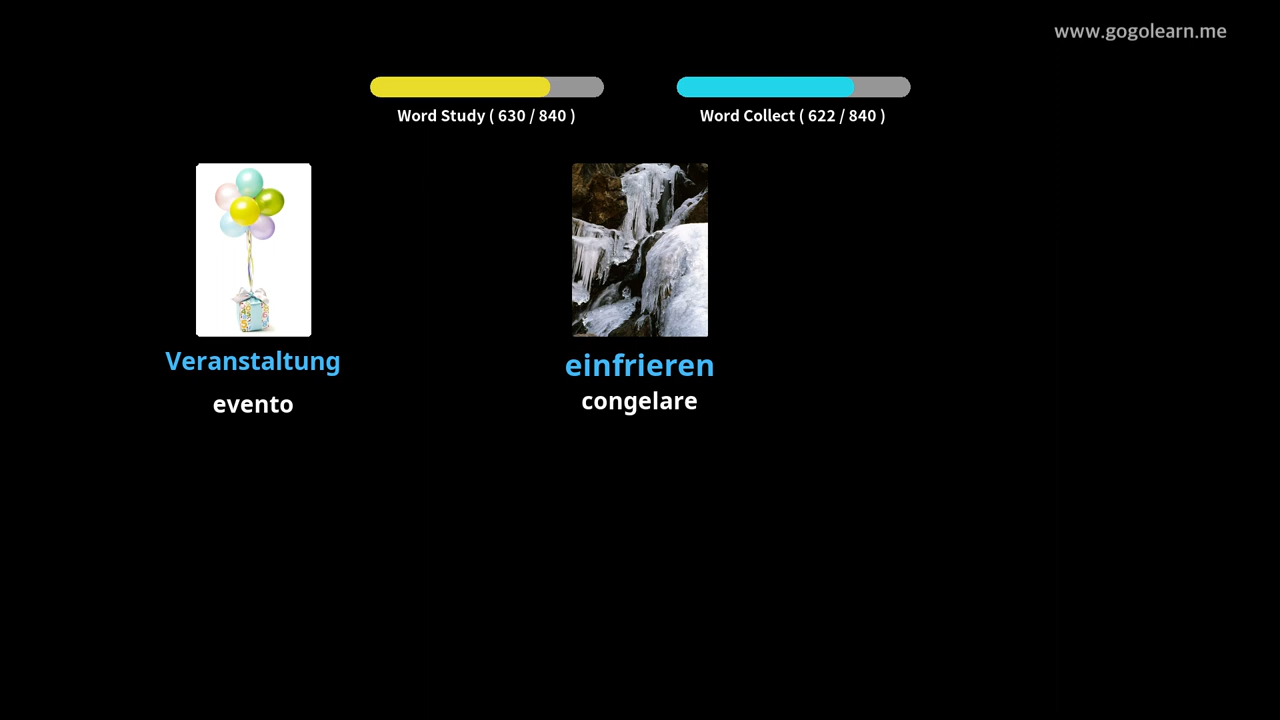 www.gogolearn.me
Word Study ( 630 / 840 )
Word Collect ( 622 / 840 )
Veranstaltung
evento
einfrieren
congelare